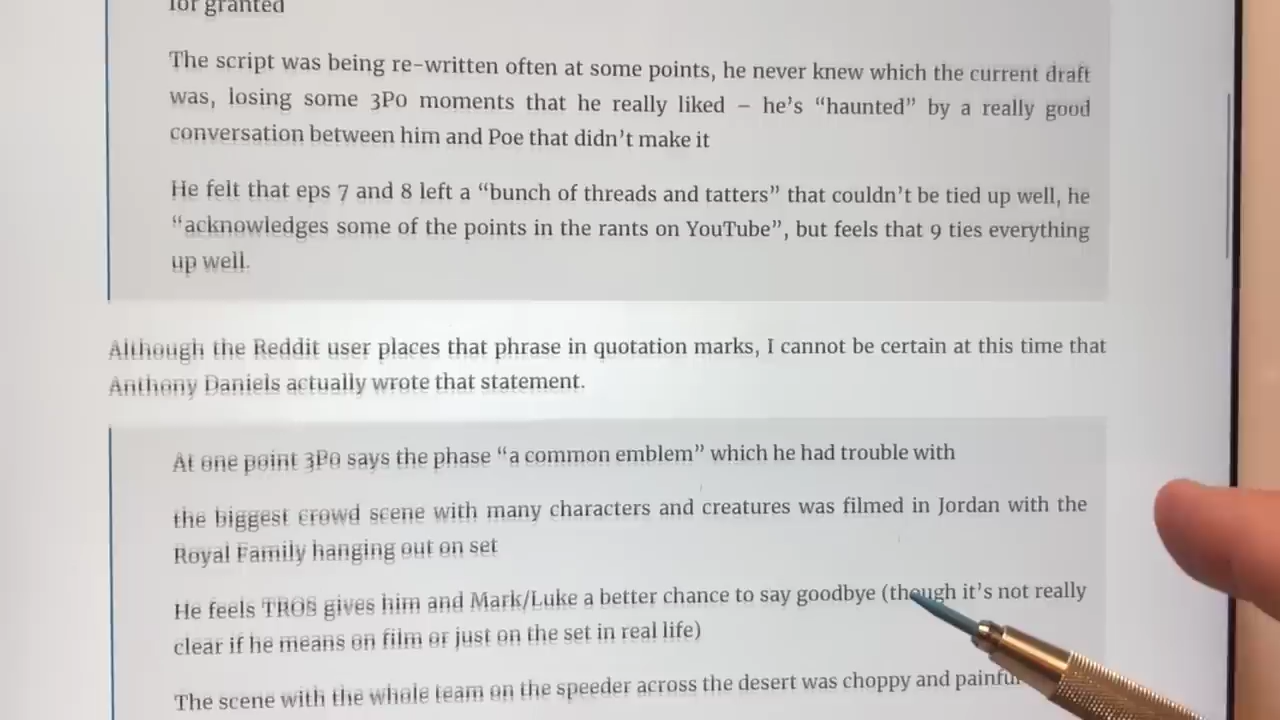 for granted
The script was being re-written often at some points, he never knew which the current draft
was, losing some 3P0 moments that he really liked – he's “haunted” by a really good
conversation between him and Poe that didn't make it
He felt that eps 7 and 8 left a “bunch of threads and tatters” that couldn't be tied up well, he
“acknowledges some of the points in the rants on YouTube”, but feels that 9 ties everything
up well.
Although the Reddit user places that phrase in quotation marks, I cannot be certain at this time that
Anthony Daniels actually wrote that statement.
At one point 3P0 says the phase “a common emblem” which he had trouble with
the biggest crowd scene with many characters and creatures was filmed in Jordan with the
Royal Family hanging out on set
He feels TROS gives him and Mark/Luke a better chance to say goodbye (though it's not really
clear if he means on film or just on the set in real life)
The scene with the whole team on the speeder across the desert was choppy and painful